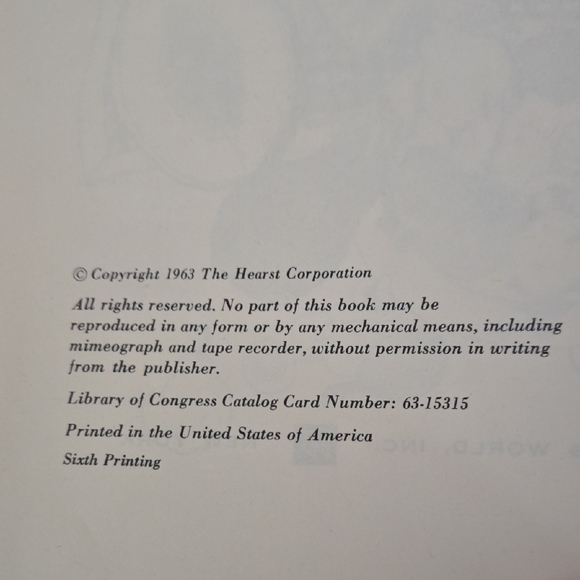 © Copyright 1963 The Hearst Corporation
All rights reserved. No part of this book may be
reproduced in any form or by any mechanical means, including
mimeograph and tape recorder, without permission in writing
from the publisher.
Library of Congress Catalog Card Number: 63-15315
Printed in the United States of America
Sixth Printing
WORLD, INC.